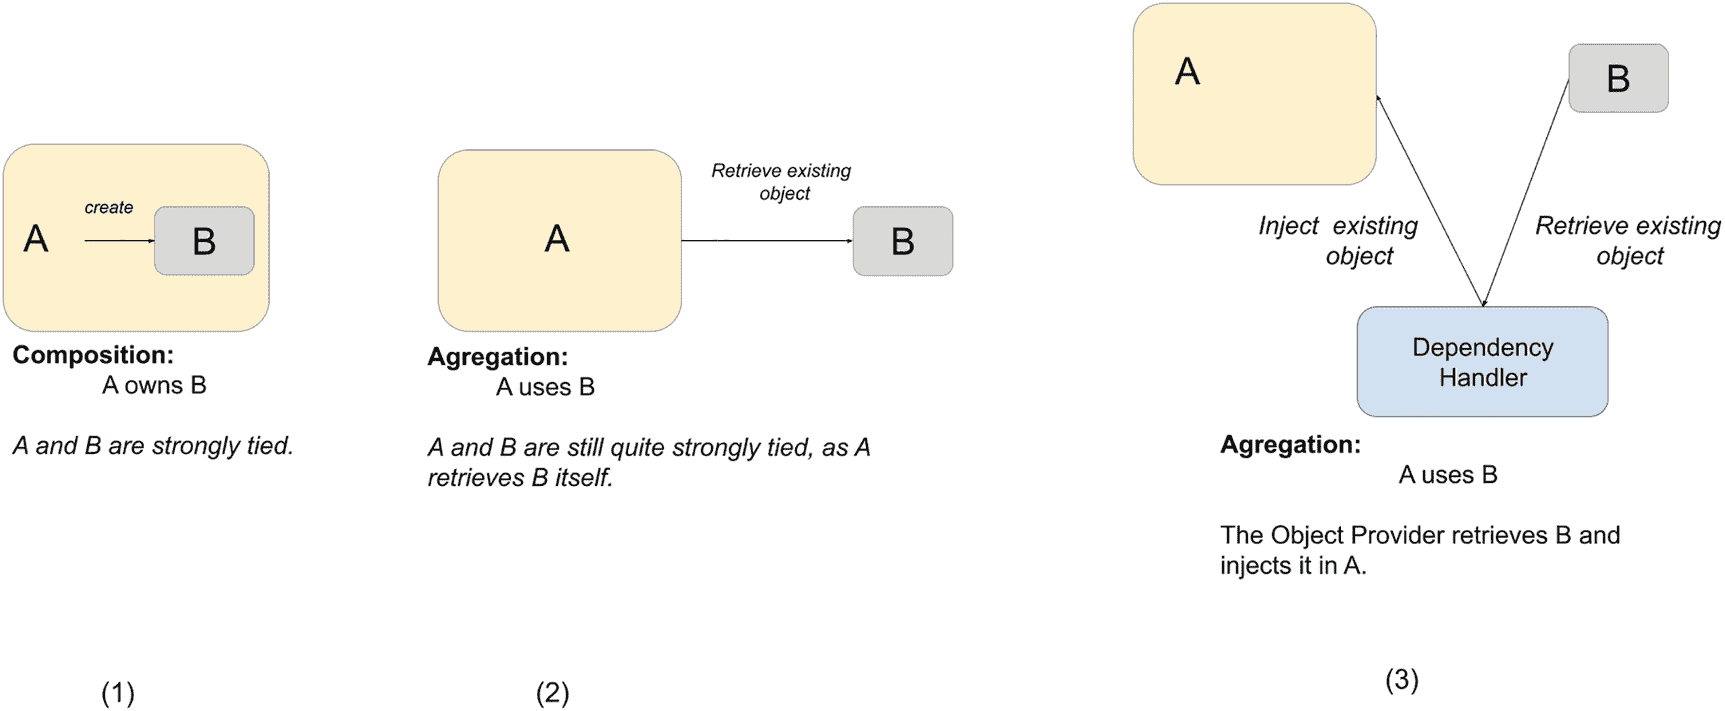 A
create
B
Composition:
A owns B
A and B are strongly tied.
(1)
A
Retrieve existing
object
B
Agregation:
A uses B
A and B are still quite strongly tied, as A
retrieves B itself.
(2)
A
B
Inject existing
object
Retrieve existing
object
Dependency
Handler
Agregation:
A uses B
The Object Provider retrieves B and
injects it in A.
(3)